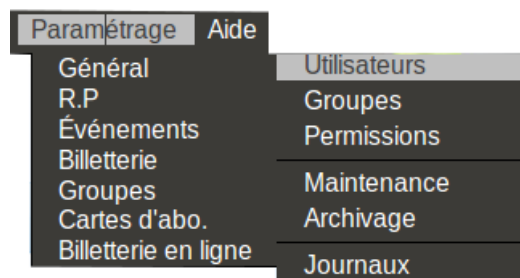 Paramétrage Aide
Général
R.P
Événements
Billetterie
Groupes
Cartes d'abo.
Billetterie en ligne
Utilisateurs
Groupes
Permissions
Maintenance
Archivage
Journaux